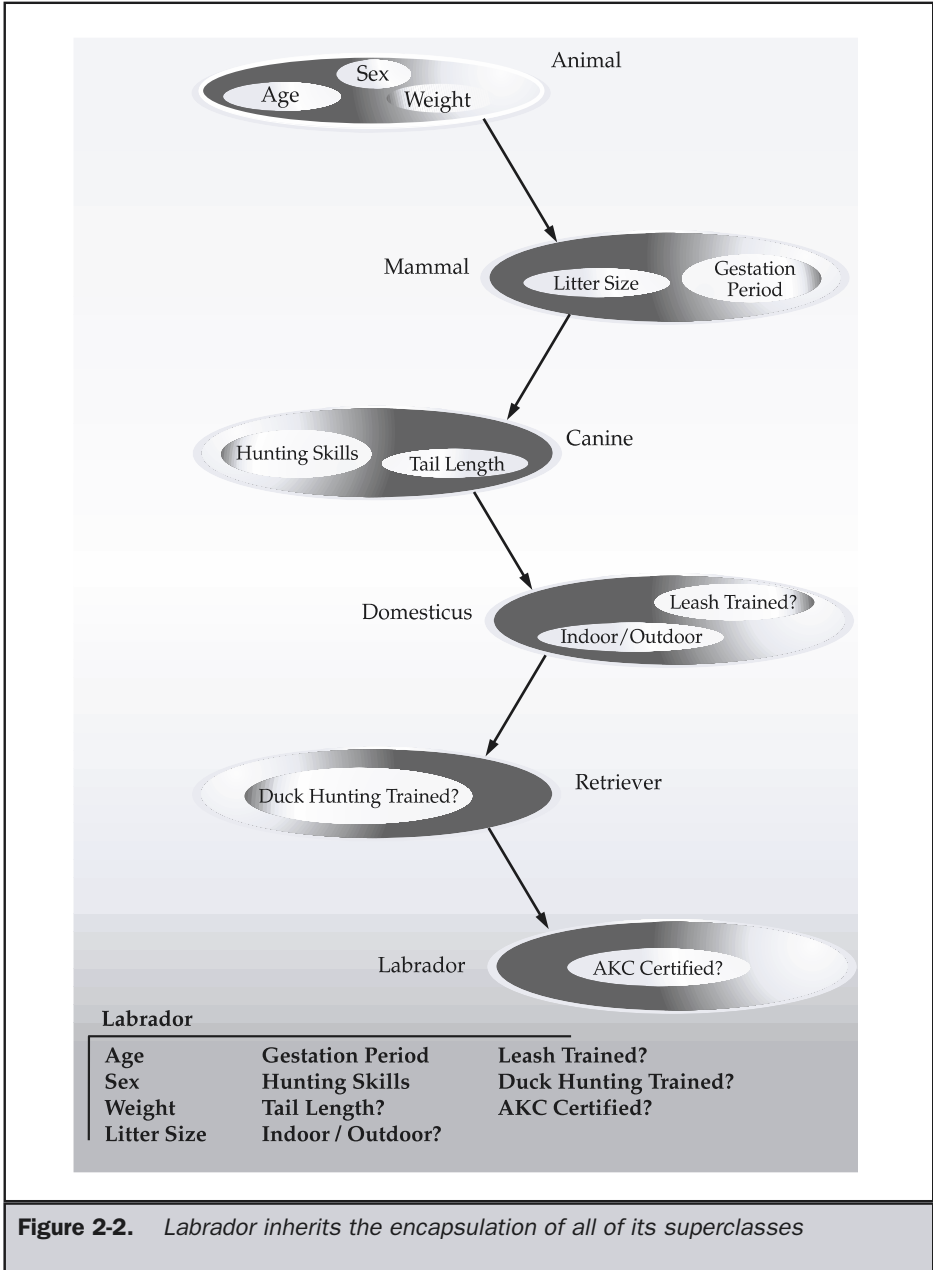 Animal
Sex
Age
Weight
Mammal
Litter Size
Gestation
Period
Canine
Hunting Skills
Tail Length
Domesticus
Leash Trained?
Indoor/Outdoor
Retriever
Duck Hunting Trained?
Labrador
AKC Certified?
Labrador
Age Gestation Period Leash Trained?
Sex Hunting Skills Duck Hunting Trained?
Weight Tail Length? AKC Certified?
Litter Size Indoor / Outdoor?
Figure 2-2. Labrador inherits the encapsulation of all of its superclasses